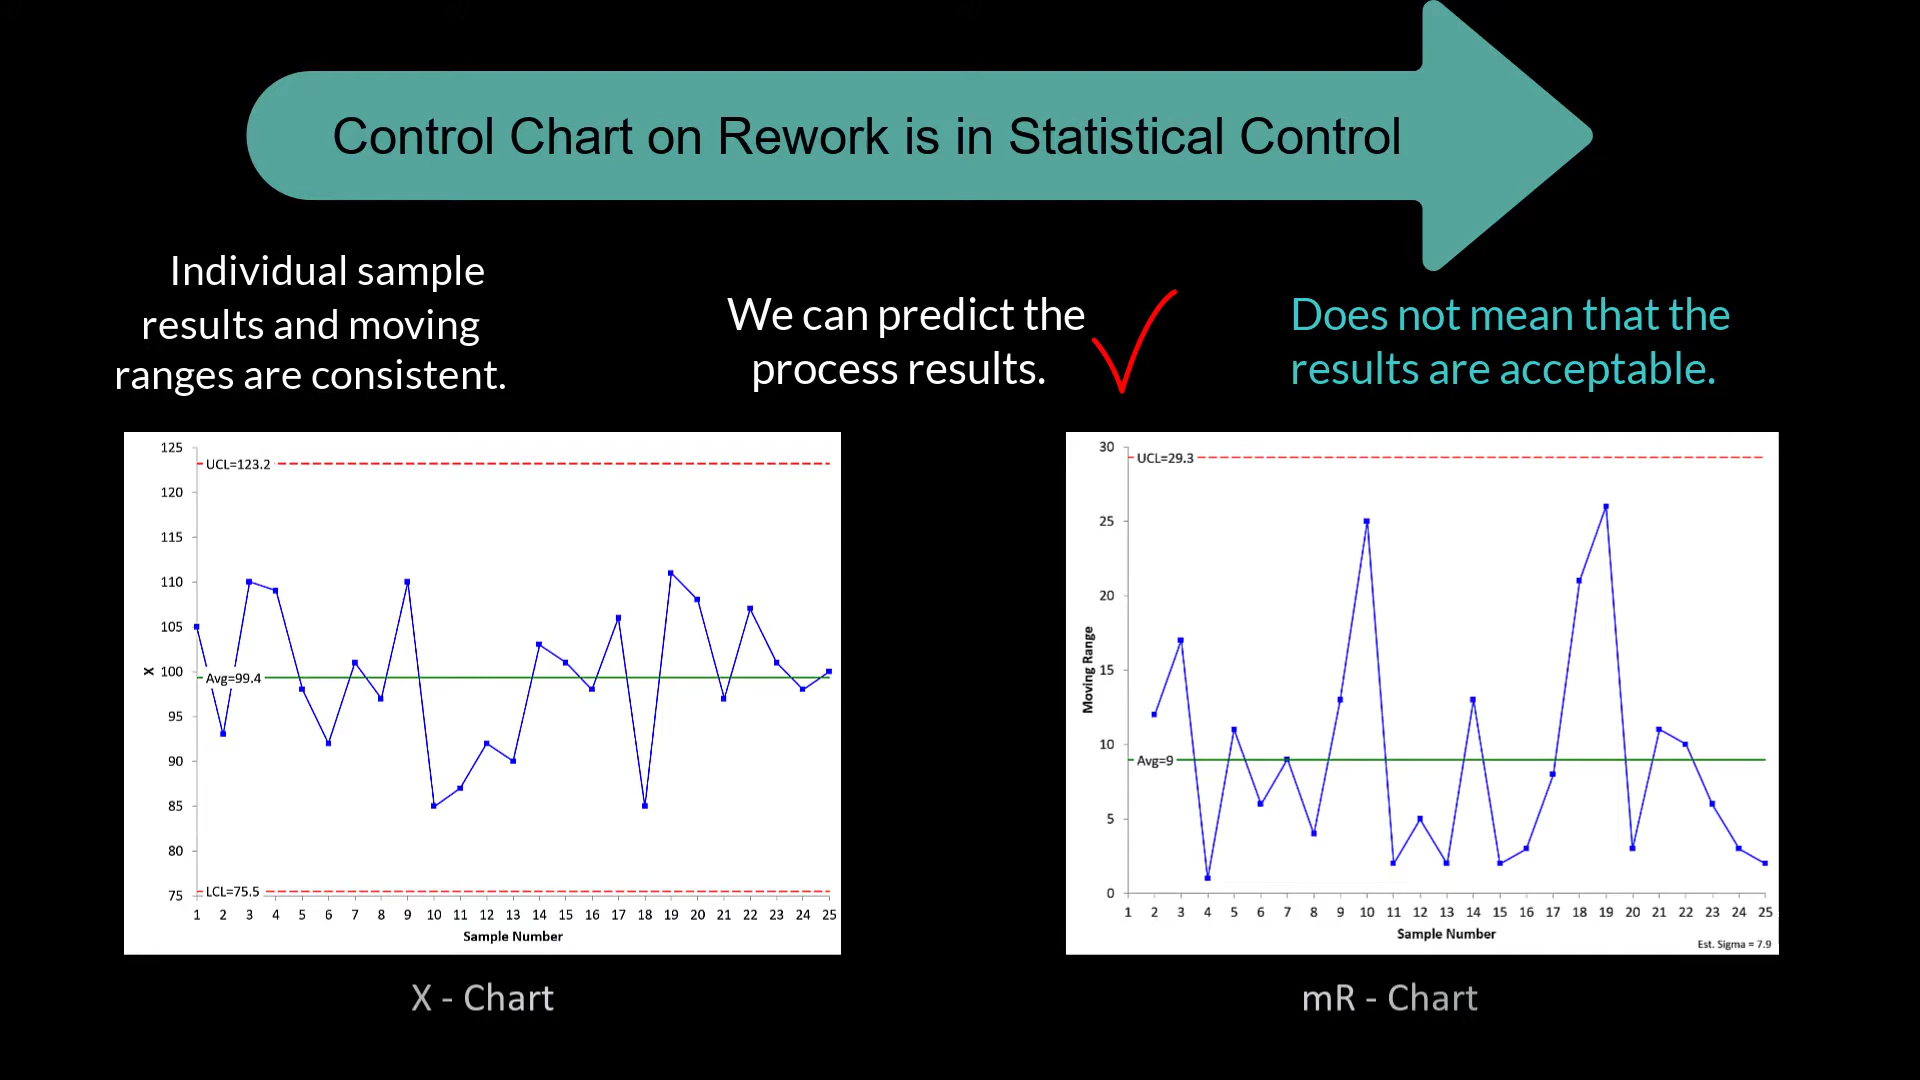 Control Chart on Rework is in Statistical Control
Individual sample
results and moving
ranges are consistent.
We can predict the
process results.
Does not mean that the
results are acceptable.
125
120
115
110
105
100
95
90
85
80
75
UCL=123.2
Avg=99.4
LCL=75.5
X
1 2 3 4 5 6 7 8 9 10 11 12 13 14 15 16 17 18 19 20 21 22 23 24 25
Sample Number
X - Chart
30
25
20
15
10
5
0
UCL=29.3
Avg=9
Moving Range
1 2 3 4 5 6 7 8 9 10 11 12 13 14 15 16 17 18 19 20 21 22 23 24 25
Sample Number
Est. Sigma = 7.9
mR - Chart